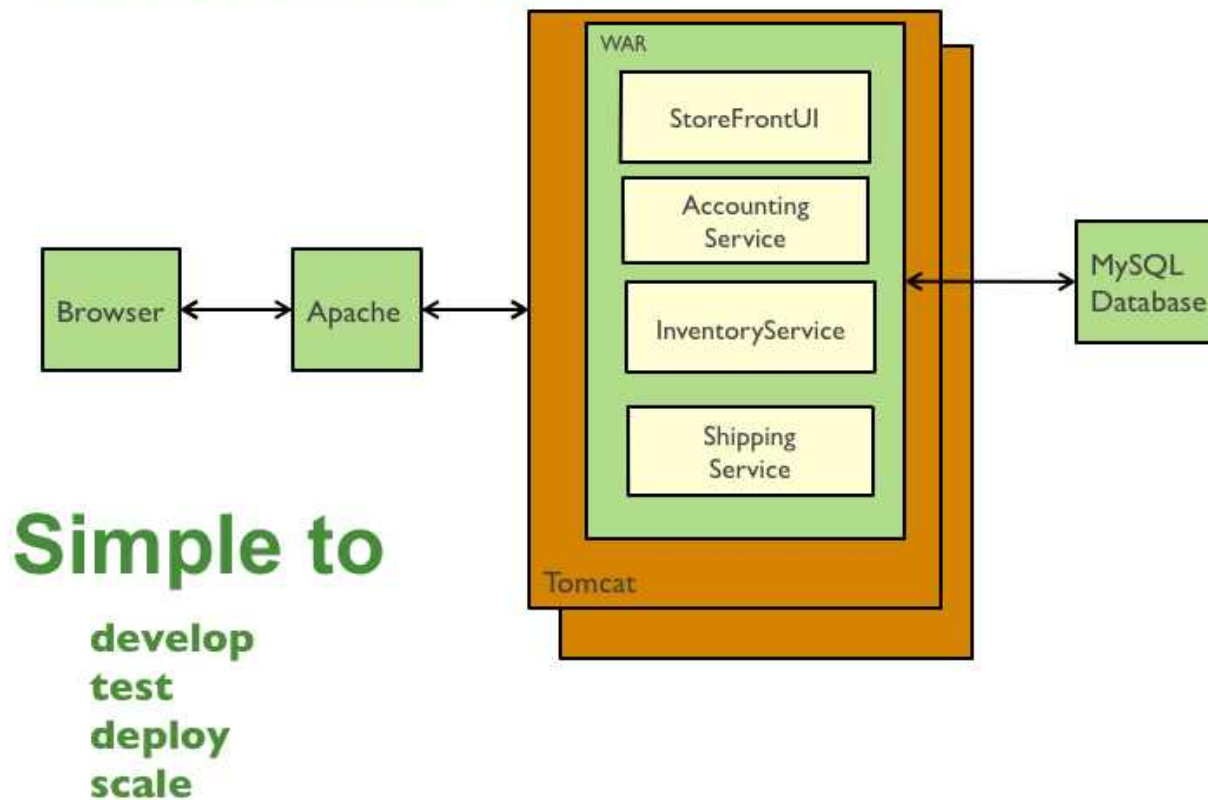 WAR
StoreFrontUI
Accounting
Service
InventoryService
Shipping
Service
Tomcat
Browser
Apache
MySQL
Database
Simple to
develop
test
deploy
scale